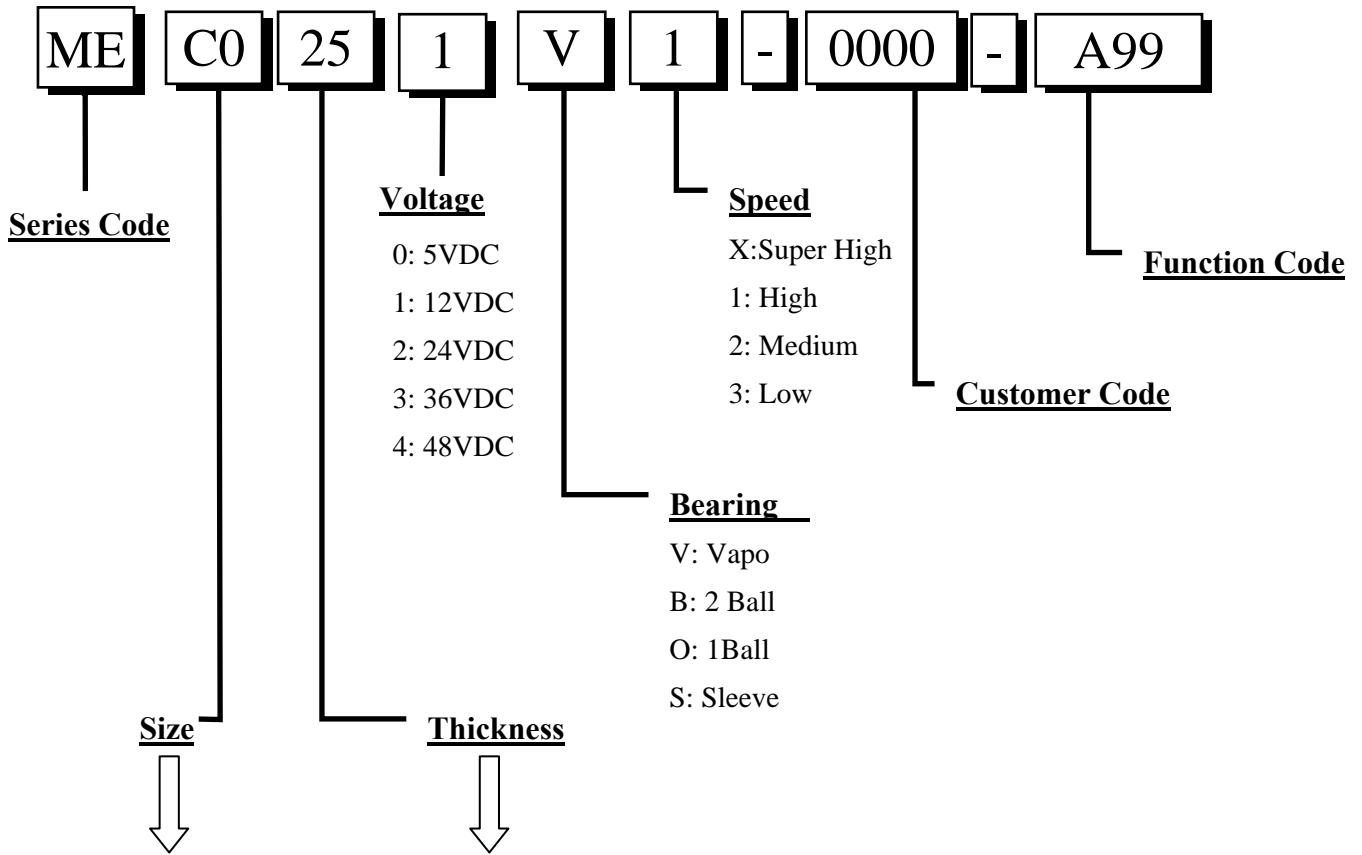 ME C0 25 1 V 1 - 0000 - A99
Series Code
Voltage
0: 5VDC
1: 12VDC
2: 24VDC
3: 36VDC
4: 48VDC
Speed
X:Super High
1: High
2: Medium
3: Low
Function Code
Customer Code
Bearing
V: Vapo
B: 2 Ball
O: 1Ball
S: Sleeve
Size
Thickness